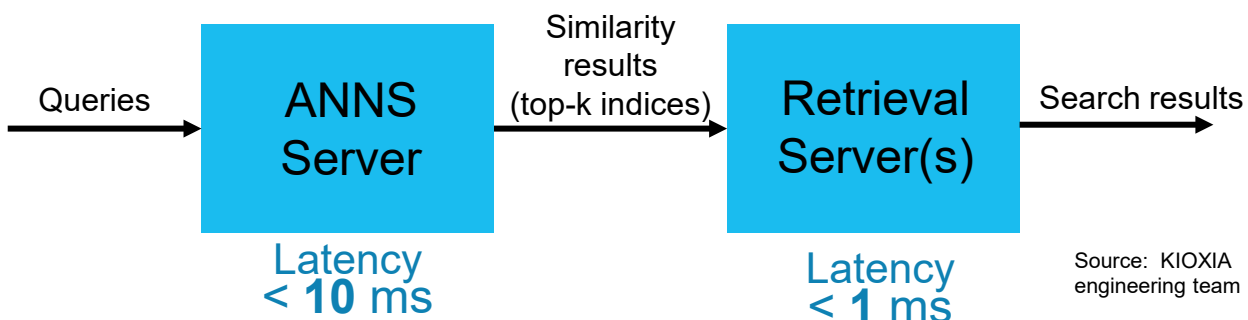 Queries
ANNS
Server
Similarity
results
(top-k indices)
Retrieval
Server(s)
Search results
Latency
< 10 ms
Latency
< 1 ms
Source: KIOXIA
engineering team